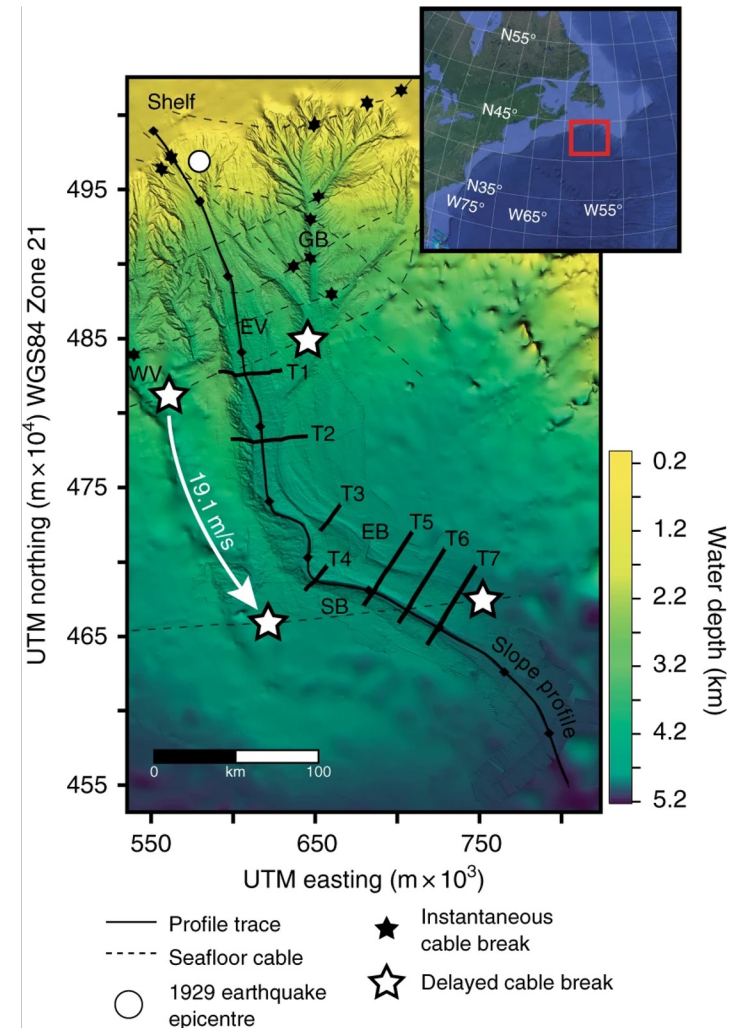 N55°
N45°
N35°
W75°
W65°
W55°
Shelf
GB
EV
WV
T1
T2
T3
EB
T5
T6
T7
T4
SB
19.1 m/s
Slope profile
0
km
100
495
485
475
465
455
UTM northing (m × 10⁴) WGS84 Zone 21
550
650
750
UTM easting (m × 10³)
0.2
1.2
2.2
3.2
4.2
5.2
Water depth (km)
Profile trace
Seafloor cable
1929 earthquake
epicentre
Instantaneous
cable break
Delayed cable break